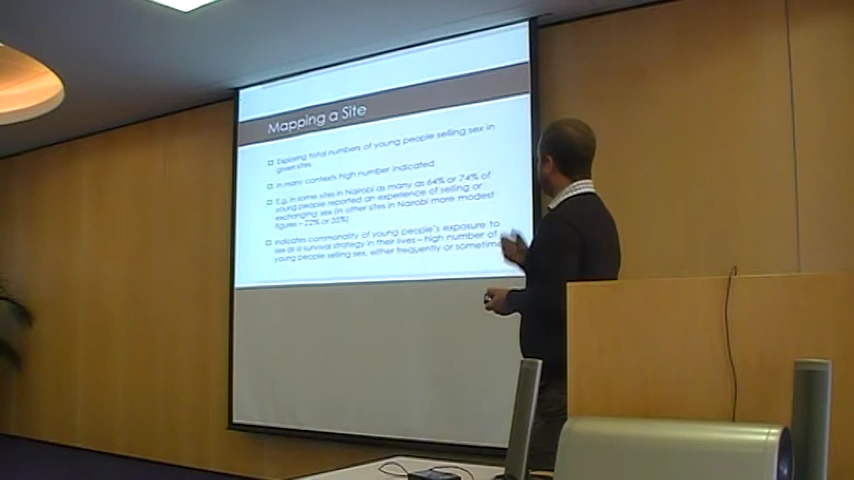 Mapping a Site
Exploring total numbers of young people selling sex in
given sites
In many contexts high number indicated
E.g. in some sites in Nairobi as many as 64% or 74% of
young people reported an experience of selling or
exchanging sex (in other sites in Nairobi more modest
figures – 22% or 35%)
Indicates commonality of young people's exposure to
sex as a survival strategy in their lives – high number of
young people selling sex, either frequently or